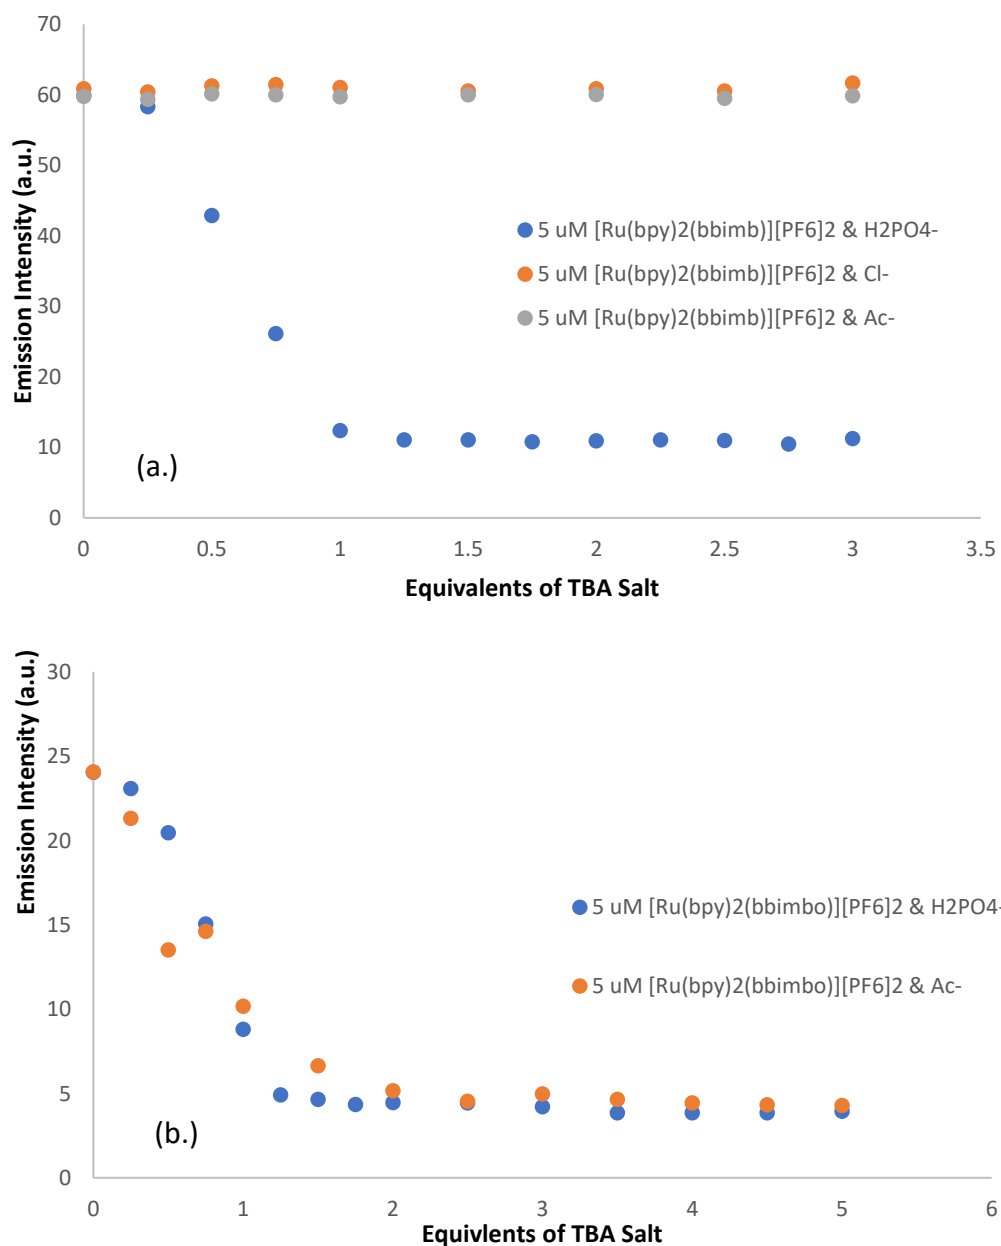 70
60
50
40
30
20
10
0
Emission Intensity (a.u.)
5 uM [Ru(bpy)2(bbimb)][PF6]2 & H2PO4-
5 uM [Ru(bpy)2(bbimb)][PF6]2 & Cl-
5 uM [Ru(bpy)2(bbimb)][PF6]2 & Ac-
(a.)
0 0.5 1 1.5 2 2.5 3 3.5
Equivalents of TBA Salt
30
25
20
15
10
5
0
Emission Intensity (a.u.)
5 uM [Ru(bpy)2(bbimbo)][PF6]2 & H2PO4-
5 uM [Ru(bpy)2(bbimbo)][PF6]2 & Ac-
(b.)
0 1 2 3 4 5 6
Equivlents of TBA Salt